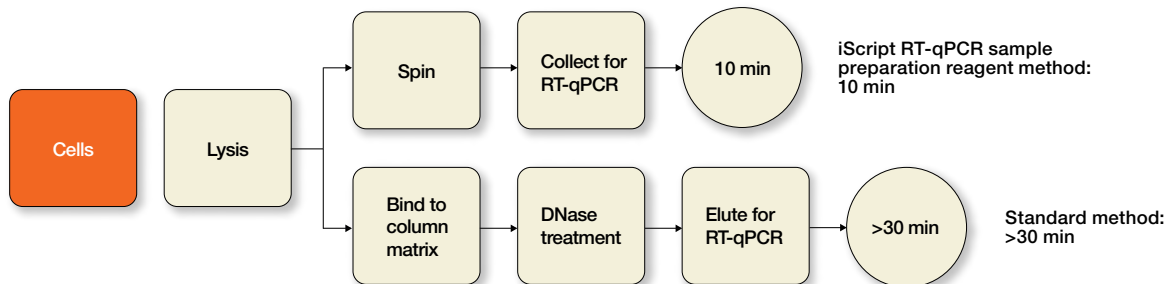 Cells
Lysis
Spin
Collect for
RT-qPCR
10 min
iScript RT-qPCR sample
preparation reagent method:
10 min
Bind to
column
matrix
DNase
treatment
Elute for
RT-qPCR
>30 min
Standard method:
>30 min